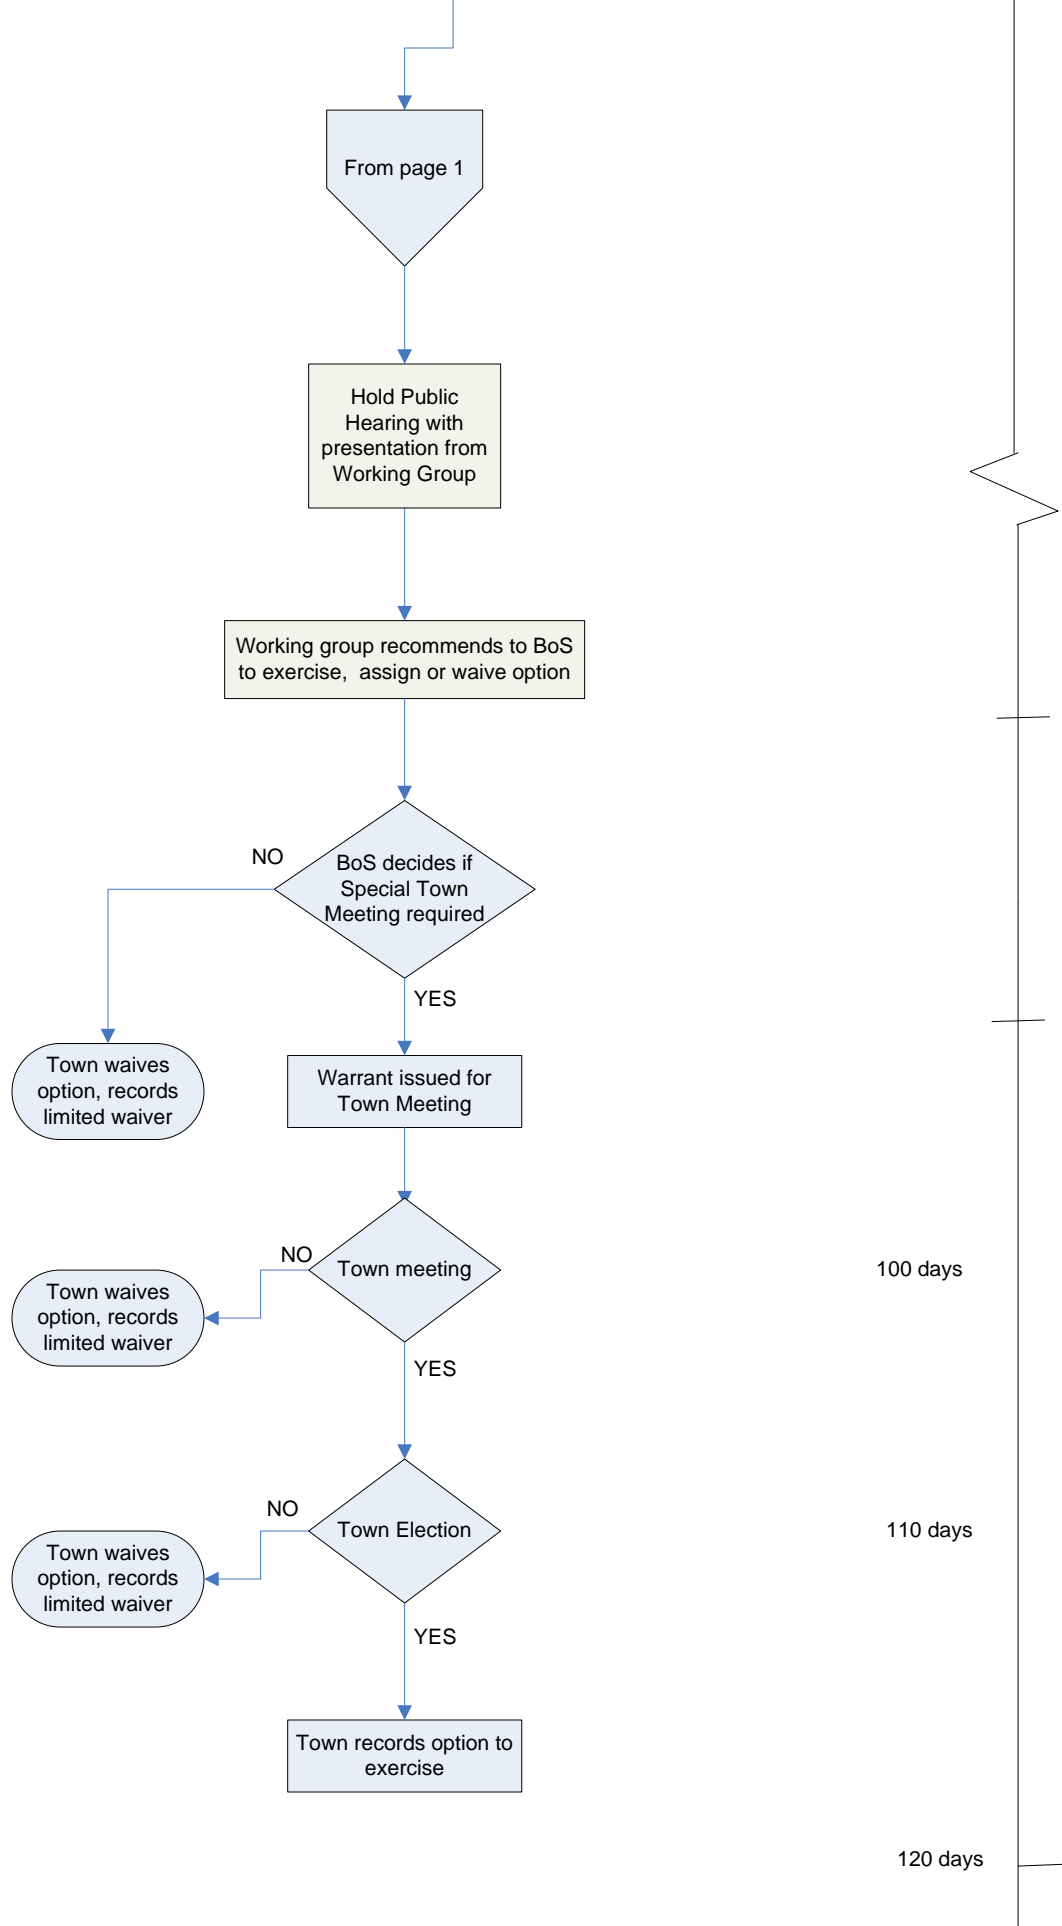 From page 1
Hold Public
Hearing with
presentation from
Working Group
Working group recommends to BoS
to exercise, assign or waive option
NO
BoS decides if
Special Town
Meeting required
YES
Town waives
option, records
limited waiver
Warrant issued for
Town Meeting
NO
Town meeting
100 days
Town waives
option, records
limited waiver
YES
NO
Town Election
110 days
Town waives
option, records
limited waiver
YES
Town records option to
exercise
120 days